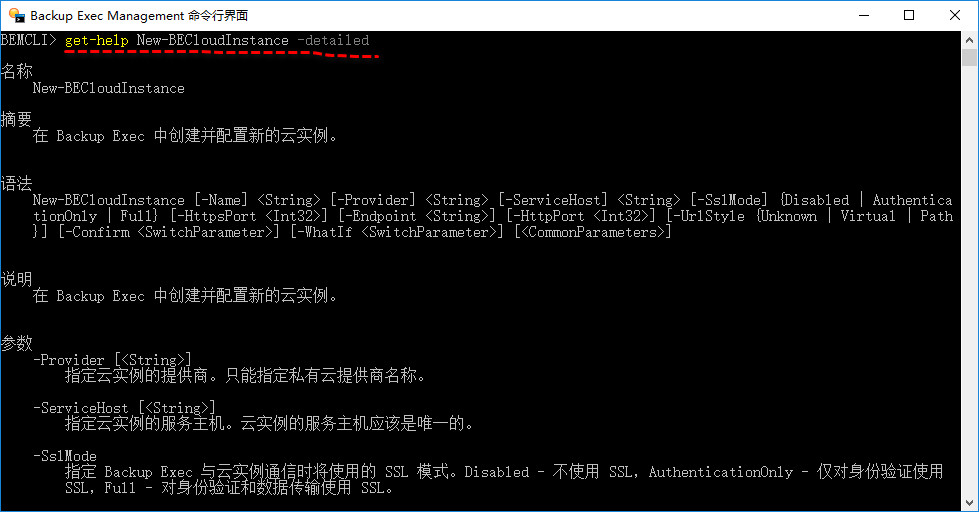 Backup Exec Management 命令行界面
BEMCLI> get-help New-BECloudInstance -detailed
名称
New-BECloudInstance
摘要
在 Backup Exec 中创建并配置新的云实例。
语法
New-BECloudInstance [-Name] <String> [-Provider] <String> [-ServiceHost] <String> [-SslMode] {Disabled | Authentica
tionOnly | Full} [-HttpsPort <Int32>] [-Endpoint <String>] [-HttpPort <Int32>] [-UrlStyle {Unknown | Virtual | Path
}] [-Confirm <SwitchParameter>] [-WhatIf <SwitchParameter>] [<CommonParameters>]
说明
在 Backup Exec 中创建并配置新的云实例。
参数
-Provider [<String>]
指定云实例的提供商。只能指定私有云提供商名称。
-ServiceHost [<String>]
指定云实例的服务主机。云实例的服务主机应该是唯一的。
-SslMode
指定 Backup Exec 与云实例通信时将使用的 SSL 模式。Disabled - 不使用 SSL，AuthenticationOnly - 仅对身份验证使用
SSL，Full - 对身份验证和数据传输使用 SSL。